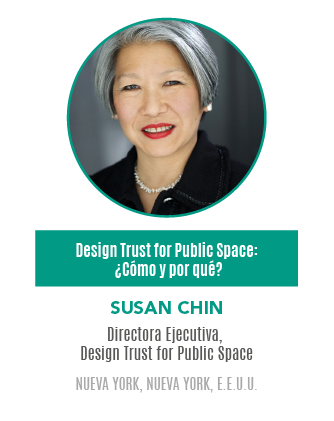 Design Trust for Public Space:
¿Cómo y por qué?
SUSAN CHIN
Directora Ejecutiva,
Design Trust for Public Space
NUEVA YORK, NUEVA YORK, E.E.U.U.